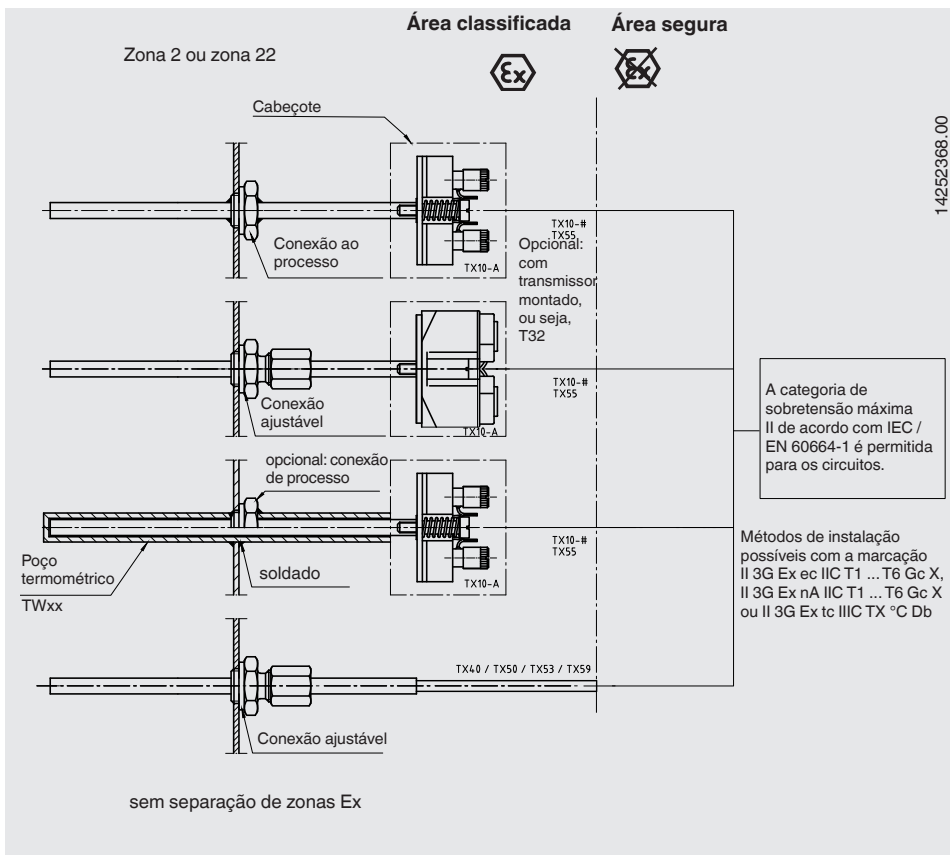 Área classificada
Área segura
Zona 2 ou zona 22
Ex
Ex
14252368.00
Cabeçote
Conexão ao
processo
TX10-A
TX10-#
TX55
Opcional:
com
transmissor
montado,
ou seja,
T32
Conexão
ajustável
TX10-A
TX10-#
TX55
A categoria de
sobretensão máxima
II de acordo com IEC /
EN 60664-1 é permitida
para os circuitos.
opcional: conexão
de processo
Poço
termométrico
TWxx
soldado
TX10-A
TX10-#
TX55
Métodos de instalação
possíveis com a marcação
II 3G Ex ec IIC T1 ... T6 Gc X,
II 3G Ex nA IIC T1 ... T6 Gc X
ou II 3G Ex tc IIIC TX °C Db
TX40 / TX50 / TX53 / TX59
Conexão ajustável
sem separação de zonas Ex